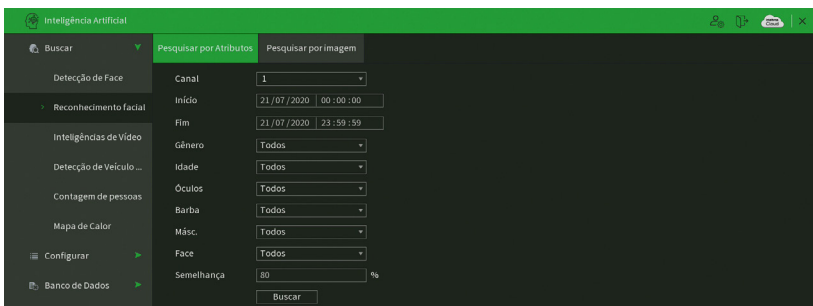 Inteligência Artificial
Cloud
Buscar
Detecção de Face
Reconhecimento facial
Inteligências de Vídeo
Detecção de Veículo ...
Contagem de pessoas
Mapa de Calor
Configurar
Banco de Dados
Pesquisar por Atributos Pesquisar por imagem
Canal 1
Início 21/07/2020 00:00:00
Fim 21/07/2020 23:59:59
Gênero Todos
Idade Todos
Óculos Todos
Barba Todos
Másc. Todos
Face Todos
Semelhança 80 %
Buscar